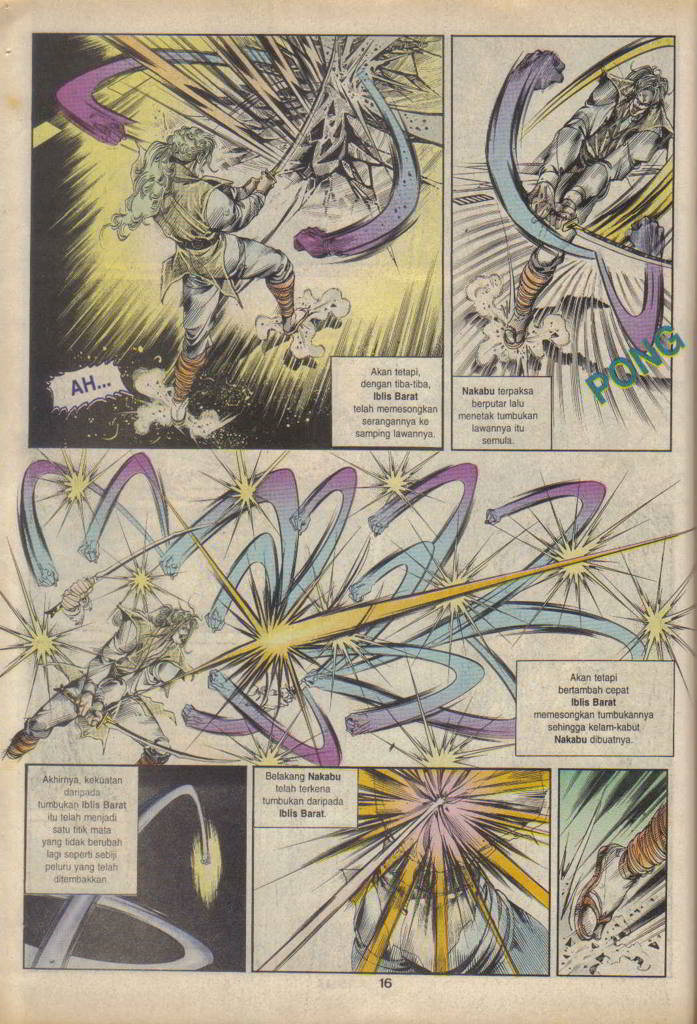 AH...
Akan tetapi,
dengan tiba-tiba,
Iblis Barat
telah memesongkan
serangannya ke
samping lawannya.
Nakabu terpaksa
berputar lalu
menetak tumbukan
lawannya itu
semula.
PONG
Akan tetapi
bertambah cepat
Iblis Barat
memesongkan tumbukannya
sehingga kelam-kabut
Nakabu dibuatnya.
Akhirnya, kekuatan
daripada
tumbukan Iblis Barat
itu telah menjadi
satu titik mata
yang tidak berubah
lagi seperti sebiji
peluru yang telah
ditembakkan.
Belakang Nakabu
telah terkena
tumbukan daripada
Iblis Barat.
16